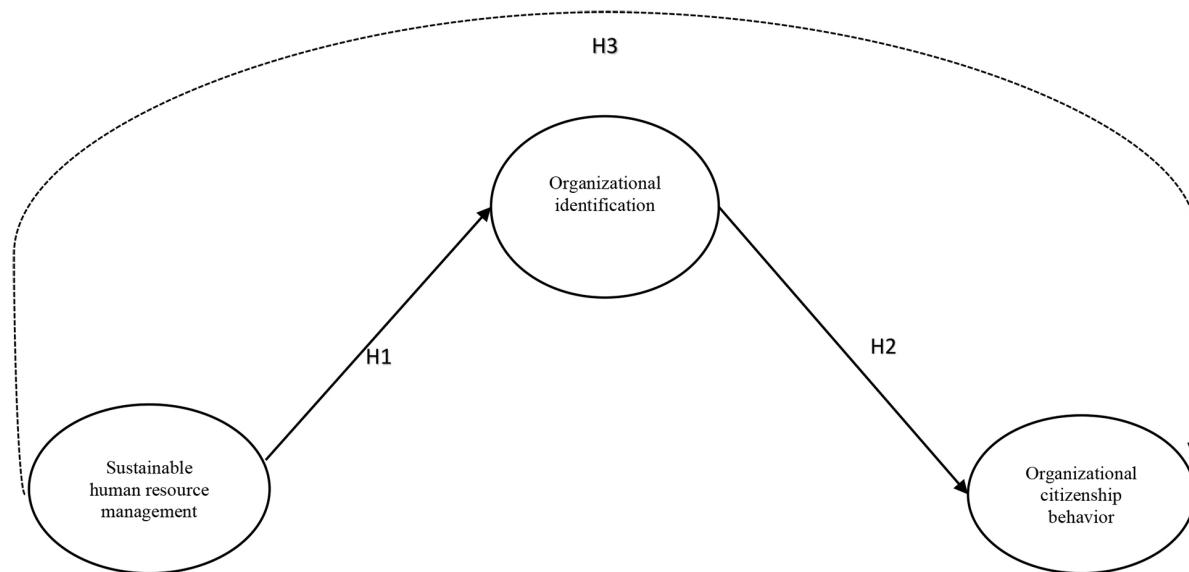 H3
Organizational
identification
H1
H2
Sustainable
human resource
management
Organizational
citizenship
behavior